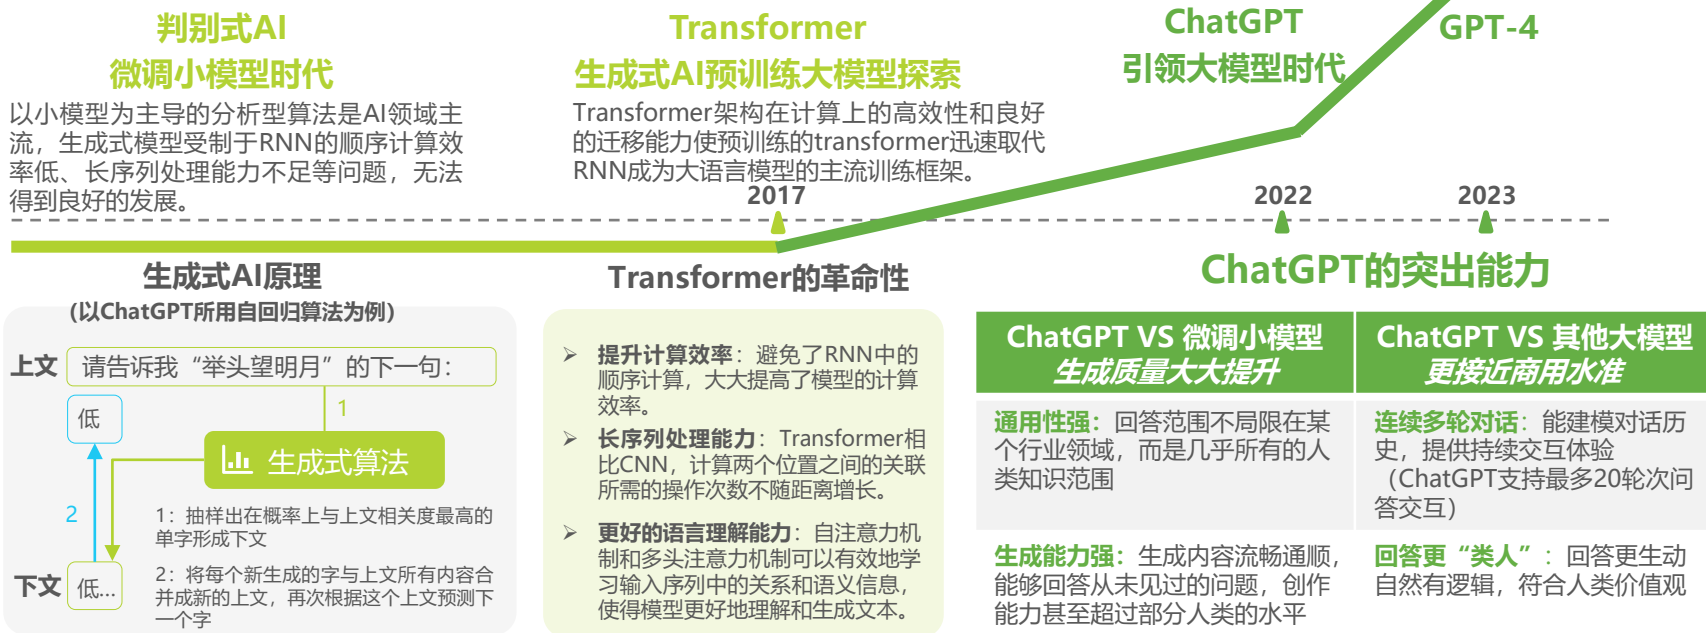 判别式AI
微调小模型时代
以小模型为主导的分析型算法是AI领域主
流，生成式模型受制于RNN的顺序计算效
率低、长序列处理能力不足等问题，无法
得到良好的发展。
Transformer
生成式AI预训练大模型探索
Transformer架构在计算上的高效性和良好
的迁移能力使预训练的transformer迅速取代
RNN成为大语言模型的主流训练框架。
ChatGPT
引领大模型时代
GPT-4
2017
2022
2023
生成式AI原理
(以ChatGPT所用自回归算法为例)
上文
请告诉我“举头望明月”的下一句：
低
1
生成式算法
2
1：抽样出在概率上与上文相关度最高的
单字形成下文
下文
低...
2：将每个新生成的字与上文所有内容合
并成新的上文，再次根据这个上文预测下
一个字
Transformer的革命性
➢ 提升计算效率：避免了RNN中的
顺序计算，大大提高了模型的计算
效率。
➢ 长序列处理能力：Transformer相
比CNN，计算两个位置之间的关联
所需的操作次数不随距离增长。
➢ 更好的语言理解能力：自注意力机
制和多头注意力机制可以有效地学
习输入序列中的关系和语义信息，
使得模型更好地理解和生成文本。
ChatGPT的突出能力
ChatGPT VS 微调小模型
生成质量大大提升
ChatGPT VS 其他大模型
更接近商用水准
通用性强：回答范围不局限在某
个行业领域，而是几乎所有的人
类知识范围
连续多轮对话：能建模对话历
史，提供持续交互体验
（ChatGPT支持最多20轮次问
答交互）
生成能力强：生成内容流畅通顺，
能够回答从未见过的问题，创作
能力甚至超过部分人类的水平
回答更“类人”：回答更生动
自然有逻辑，符合人类价值观